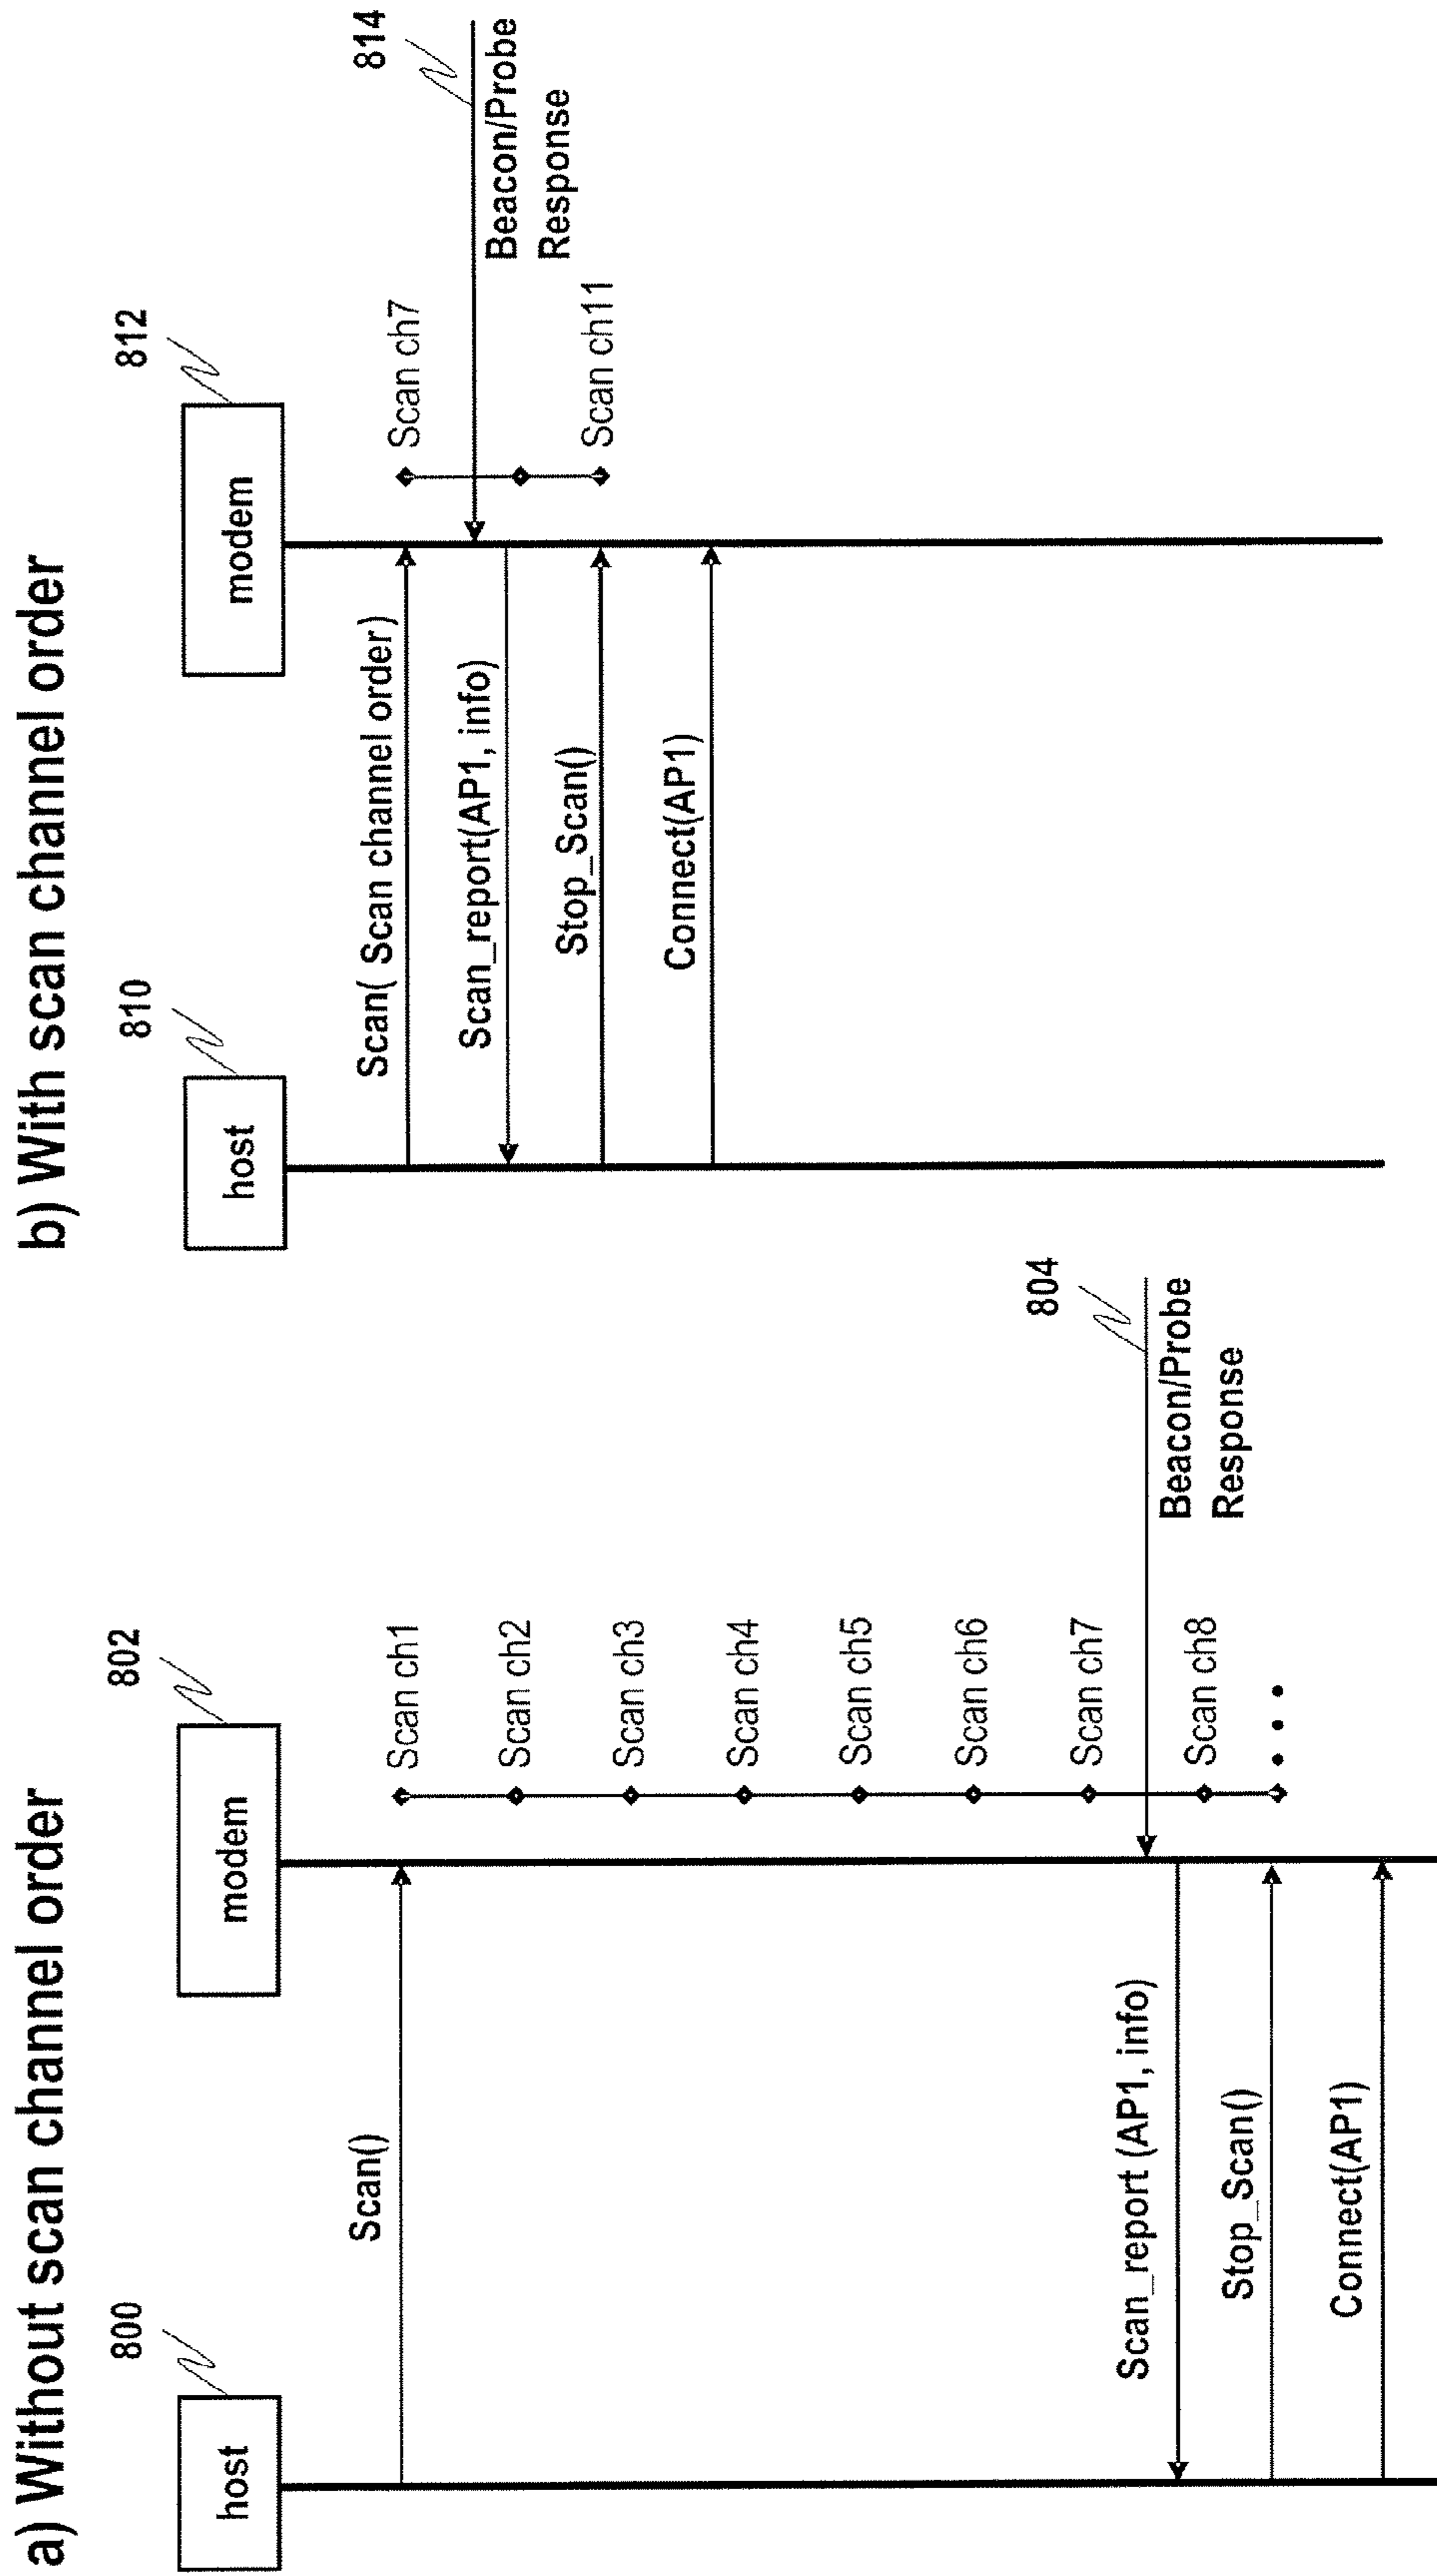 a) Without scan channel order
800
802
host
modem
Scan()
Scan ch1
Scan ch2
Scan ch3
Scan ch4
Scan ch5
Scan ch6
Scan ch7
804
Beacon/Probe
Response
Scan_report (AP1, info)
Scan ch8
Stop_Scan()
Connect(AP1)
b) With scan channel order
810
812
host
modem
814
Scan( Scan channel order)
Scan ch7
Beacon/Probe
Response
Scan_report(AP1, info)
Stop_Scan()
Scan ch11
Connect(AP1)